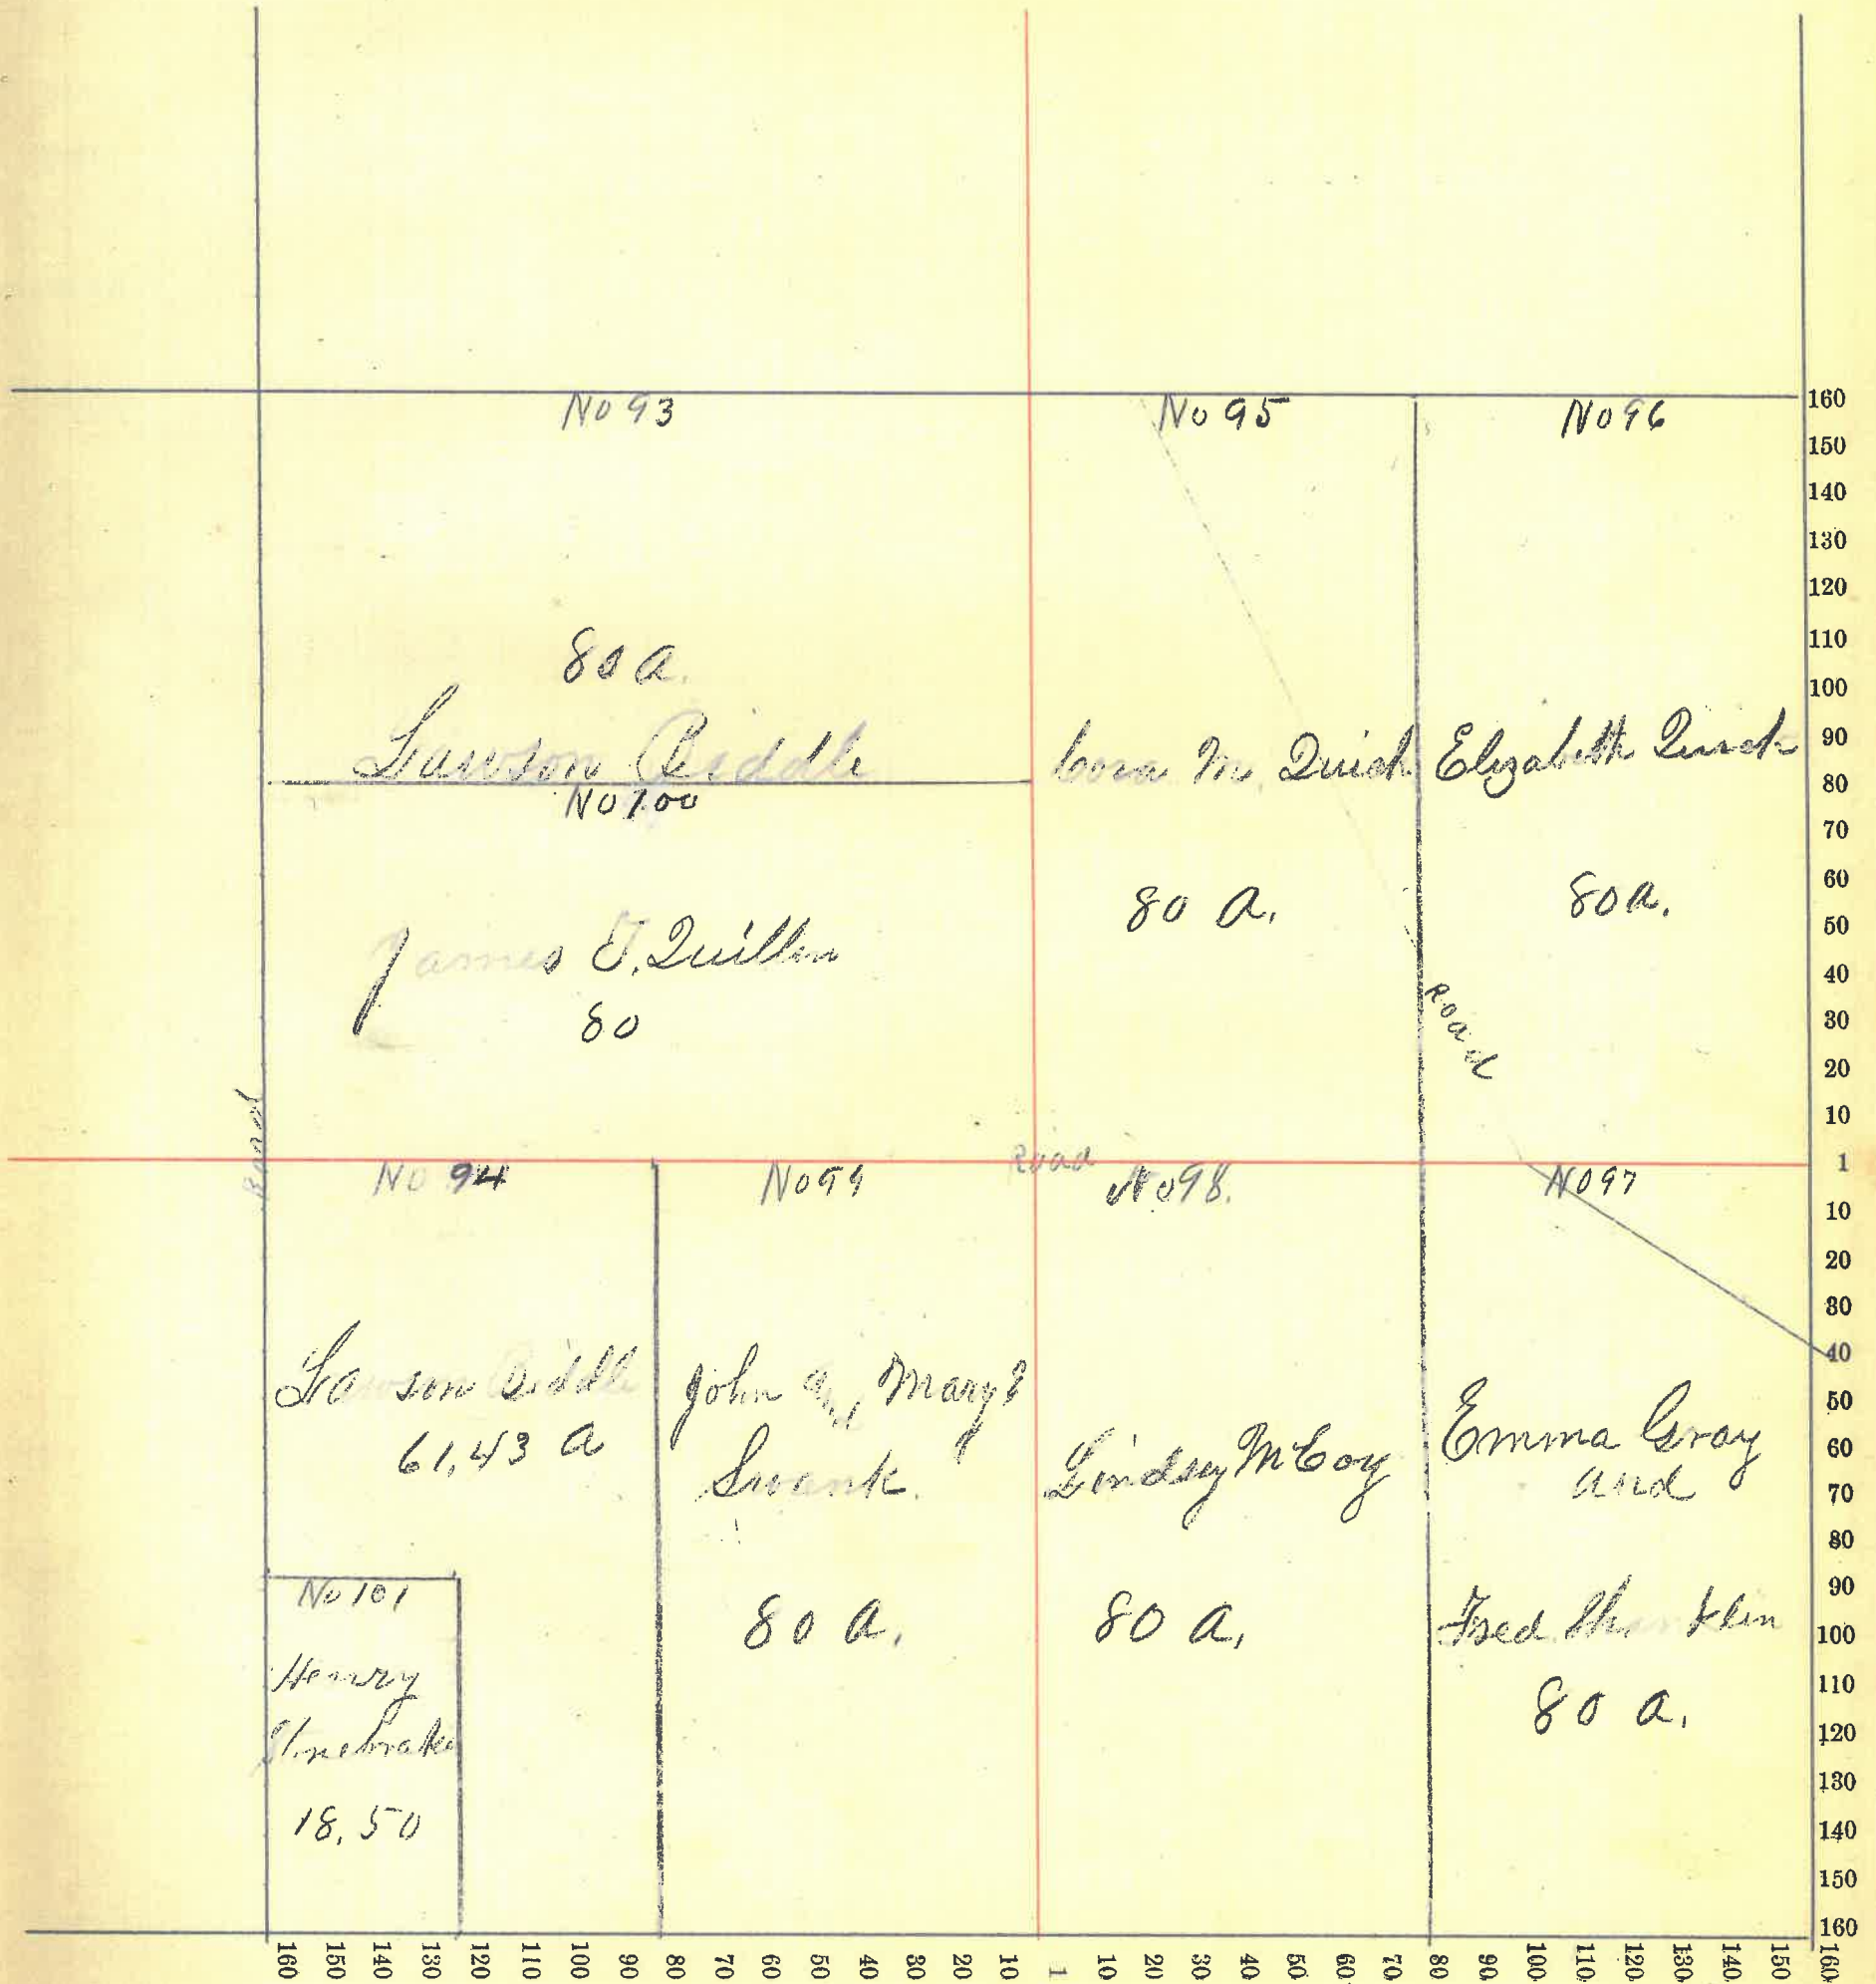 No 93
80 a.
Lawson Riddle
No 100
James T. Quillen
80
No 95
Cora M. Quick
80 A.
No 96
Elizabeth Quick
80 A.
Road
Road
Road
No 94
Lawson Riddle
61.43 a
No 101
Henry
18.50
No 99
John and Mary
Swank.
80 A.
No 98.
Lindsey McCoy
80 A.
No 97
Emma Gray
and
Fred
80 a.
160
150
140
130
120
110
100
90
80
70
60
50
40
30
20
10
1
10
20
30
40
50
60
70
80
90
100
110
120
130
140
150
160
160 150 140 130 120 110 100 90 80 70 60 50 40 30 20 10 1 10 20 30 40 50 60 70 80 90 100 110 120 130 140 150 160